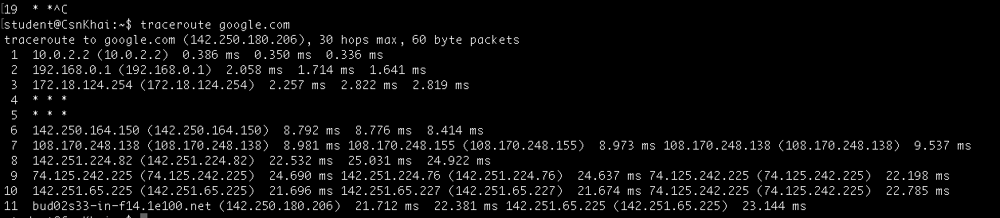 [19  * *^C
[student@CsnKhai:~$ traceroute google.com
traceroute to google.com (142.250.180.206), 30 hops max, 60 byte packets
 1  10.0.2.2 (10.0.2.2)  0.386 ms  0.350 ms  0.336 ms
 2  192.168.0.1 (192.168.0.1)  2.058 ms  1.714 ms  1.641 ms
 3  172.18.124.254 (172.18.124.254)  2.257 ms  2.822 ms  2.819 ms
 4  * * *
 5  * * *
 6  142.250.164.150 (142.250.164.150)  8.792 ms  8.776 ms  8.414 ms
 7  108.170.248.138 (108.170.248.138)  8.981 ms 108.170.248.155 (108.170.248.155)  8.973 ms 108.170.248.138 (108.170.248.138)  9.537 ms
 8  142.251.224.82 (142.251.224.82)  22.532 ms  25.031 ms  24.922 ms
 9  74.125.242.225 (74.125.242.225)  24.690 ms 142.251.224.76 (142.251.224.76)  24.637 ms 74.125.242.225 (74.125.242.225)  22.198 ms
10  142.251.65.225 (142.251.65.225)  21.696 ms 142.251.65.227 (142.251.65.227)  21.674 ms 74.125.242.225 (74.125.242.225)  22.785 ms
11  bud02s33-in-f14.1e100.net (142.250.180.206)  21.712 ms  22.381 ms 142.251.65.225 (142.251.65.225)  23.144 ms
student@CsnKhai:~$